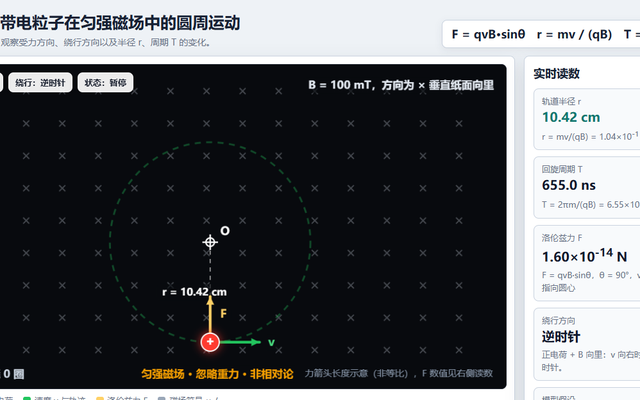 带电粒子在匀强磁场中的圆周运动
观察受力方向、绕行方向以及半径 r、周期 T 的变化。
F = qvB·sinθ r = mv / (qB) T =
绕行：逆时针 状态：暂停
B = 100 mT，方向为 × 垂直纸面向里
O
r = 10.42 cm
F
+
v
0 圈
匀强磁场·忽略重力·非相对论
力箭头长度示意（非等比），F 数值见右侧读数
实时读数
轨道半径 r
10.42 cm
r = mv/(qB) = 1.04×10⁻¹
回旋周期 T
655.0 ns
T = 2πm/(qB) = 6.55×10
洛伦兹力 F
1.60×10⁻¹⁴ N
F = qvB·sinθ，θ = 90°，v
指向圆心
绕行方向
逆时针
正电荷 + B 向里：v 向右时
时针。